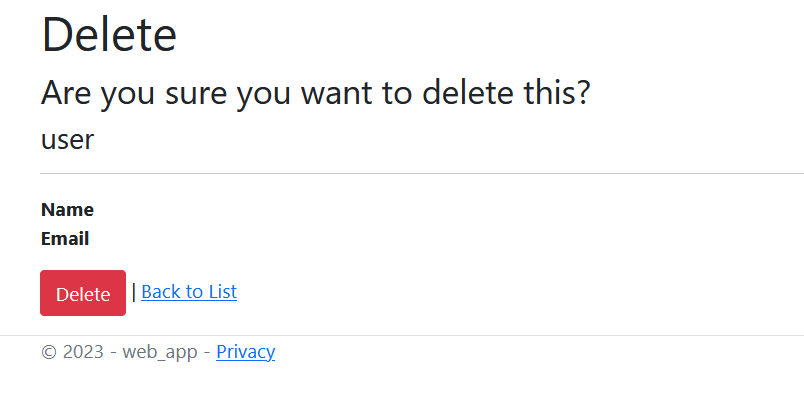 Delete
Are you sure you want to delete this?
user
Name
Email
Delete | Back to List
© 2023 - web_app - Privacy